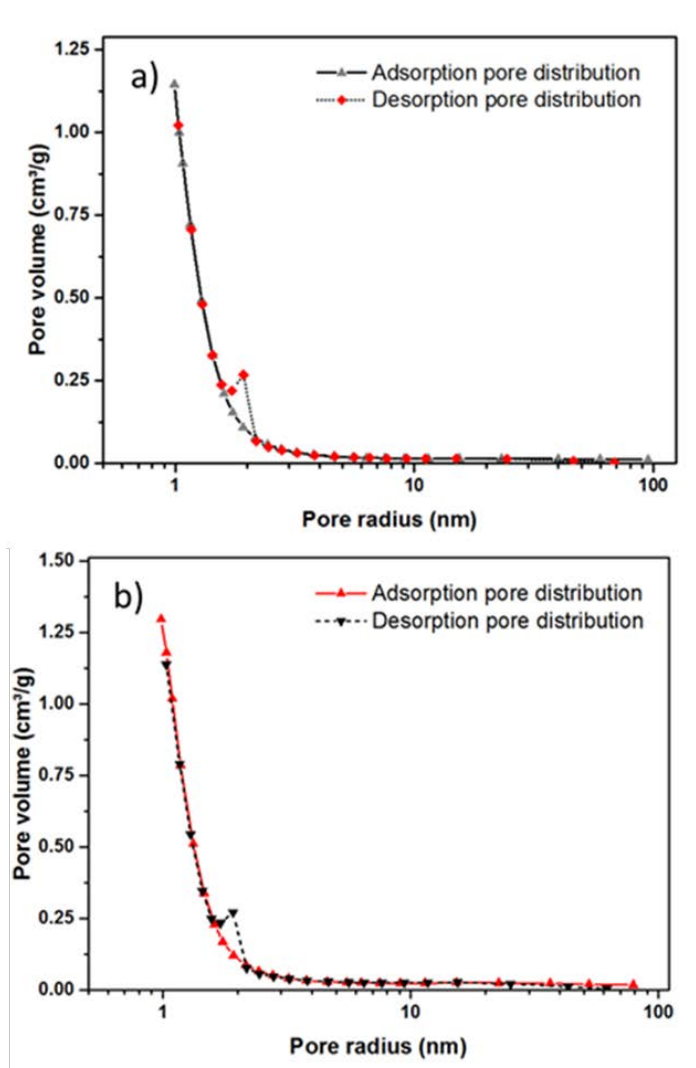 a)
Adsorption pore distribution
Desorption pore distribution
1.25
1.00
0.75
0.50
0.25
0.00
Pore volume (cm³/g)
1 10 100
Pore radius (nm)
b)
Adsorption pore distribution
Desorption pore distribution
1.50
1.25
1.00
0.75
0.50
0.25
0.00
Pore volume (cm³/g)
1 10 100
Pore radius (nm)